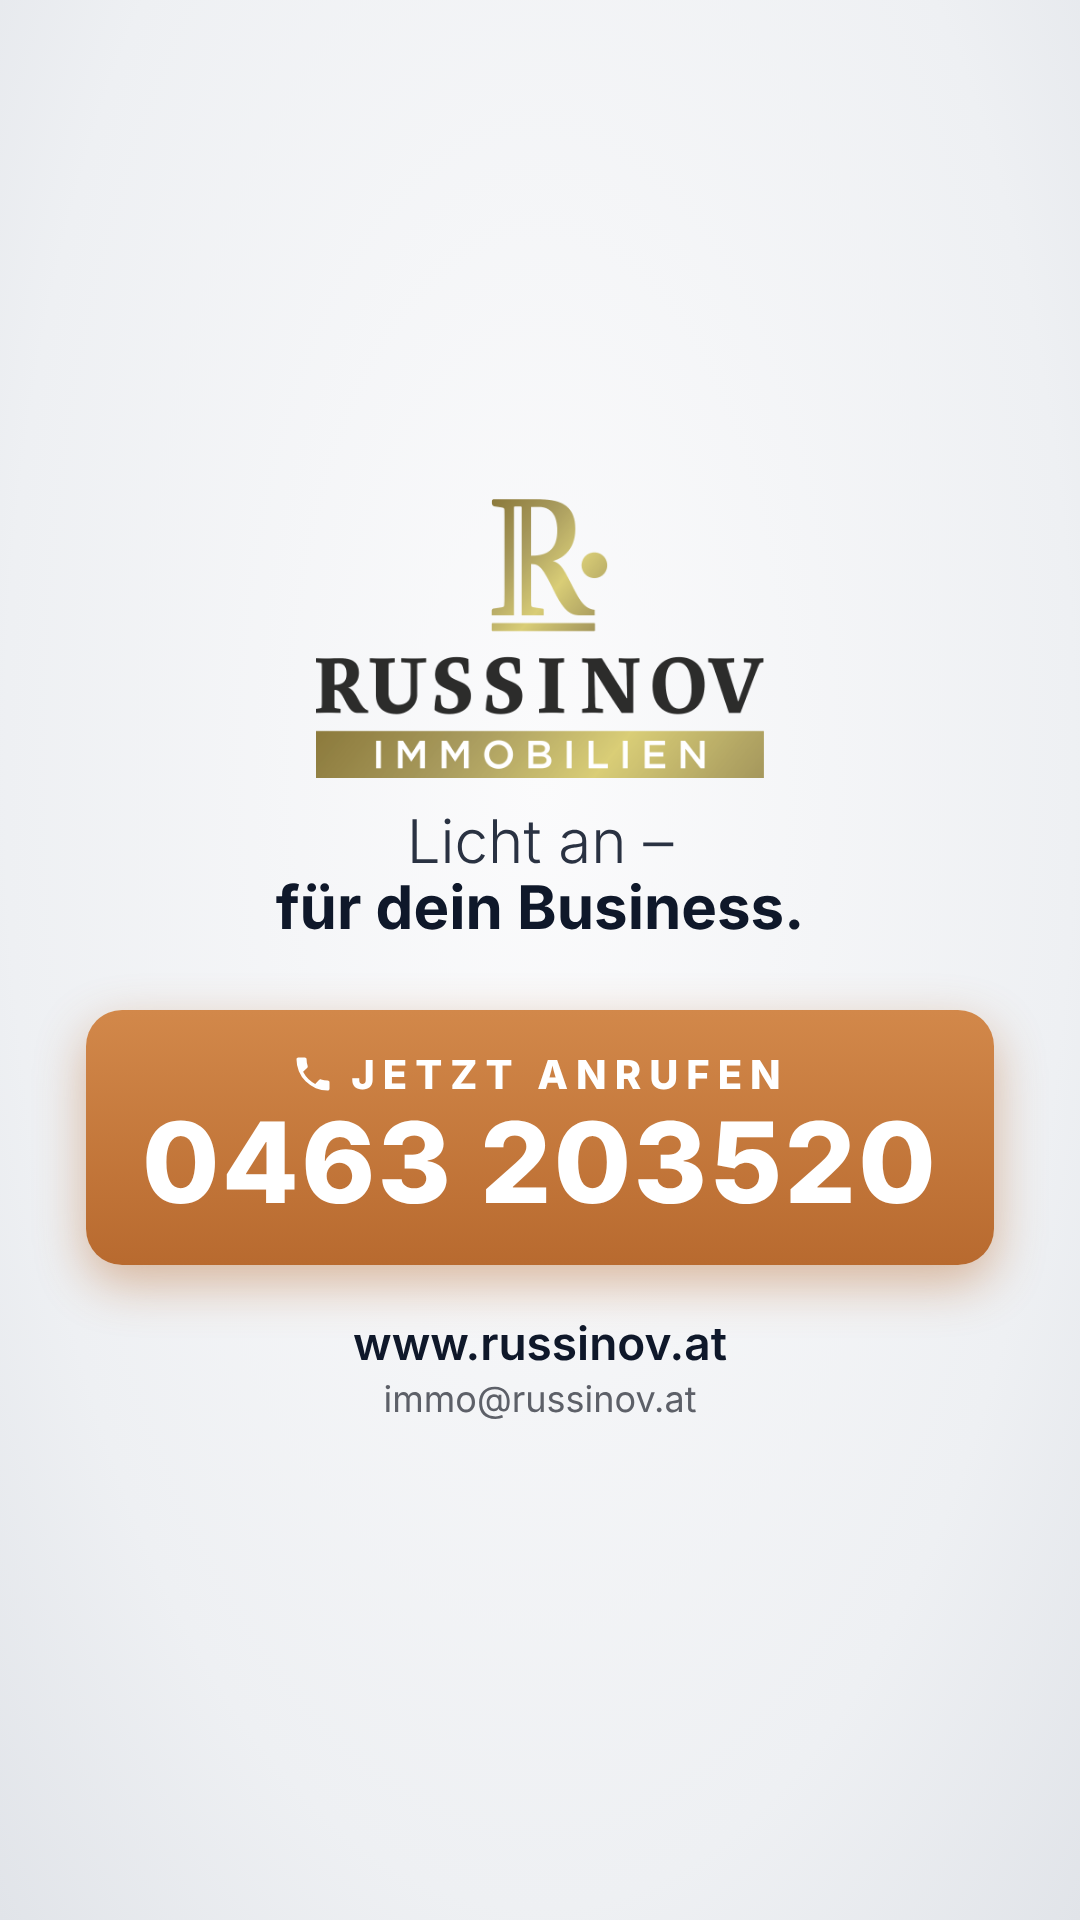 R
RUSSINOV
IMMOBILIEN
Licht an –
für dein Business.
JETZT ANRUFEN
0463 203520
www.russinov.at
immo@russinov.at